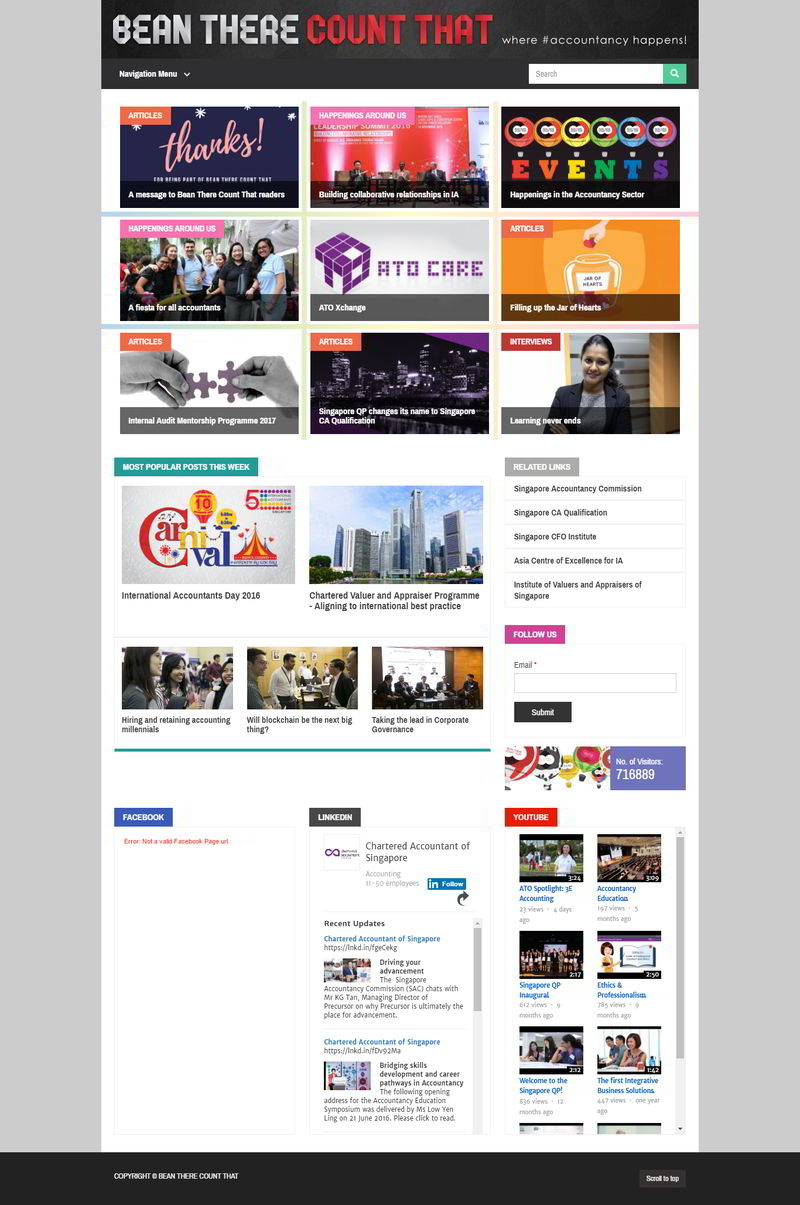 BEAN THERE COUNT THAT where #accountancy happens!
Navigation Menu
Search
ARTICLES
thanks!
FOR BEING PART OF BEAN THERE COUNT THAT
A message to Bean There Count That readers
HAPPENINGS AROUND US
LEADERSHIP SUMMIT 2016
BUILDING COLLABORATIVE RELATIONSHIPS
Building collaborative relationships in IA
EVENTS
Happenings in the Accountancy Sector
HAPPENINGS AROUND US
A fiesta for all accountants
ATO CARE
ATO Xchange
ARTICLES
JAR OF
HEARTS
Filling up the Jar of Hearts
ARTICLES
Internal Audit Mentorship Programme 2017
ARTICLES
Singapore QP changes its name to Singapore
CA Qualification
INTERVIEWS
Learning never ends
MOST POPULAR POSTS THIS WEEK
10
5
Carnival
International Accountants Day 2016
Chartered Valuer and Appraiser Programme
- Aligning to international best practice
Hiring and retaining accounting
millennials
Will blockchain be the next big
thing?
Taking the lead in Corporate
Governance
RELATED LINKS
Singapore Accountancy Commission
Singapore CA Qualification
Singapore CFO Institute
Asia Centre of Excellence for IA
Institute of Valuers and Appraisers of
Singapore
FOLLOW US
Email *
Submit
No. of Visitors:
716889
FACEBOOK
Error: Not a valid Facebook Page url.
LINKEDIN
Chartered Accountant of
Singapore
Accounting
11-50 employees
in Follow
Recent Updates
Chartered Accountant of Singapore
https://lnkd.in/fgeCekg
Driving your
advancement
The Singapore
Accountancy Commission (SAC) chats with
Mr KG Tan, Managing Director of
Precursor on why Precursor is ultimately the
place for advancement.
Chartered Accountant of Singapore
https://lnkd.in/fDv92Ma
Bridging skills
development and career
pathways in Accountancy
The following opening
address for the Accountancy Education
Symposium was delivered by Ms Low Yen
Ling on 21 June 2016. Please click to read.
YOUTUBE
3:24
ATO Spotlight: 3E
Accounting
23 views · 4 days
ago
3:09
Accountancy
Education
197 views · 5
months ago
2:17
Singapore QP
Inaugural
612 views · 9
months ago
2:50
Ethics &
Professionalism
785 views · 9
months ago
2:12
Welcome to the
Singapore QP!
836 views · 12
months ago
1:42
The first Integrative
Business Solutions
447 views · one year
ago
COPYRIGHT © BEAN THERE COUNT THAT
Scroll to top